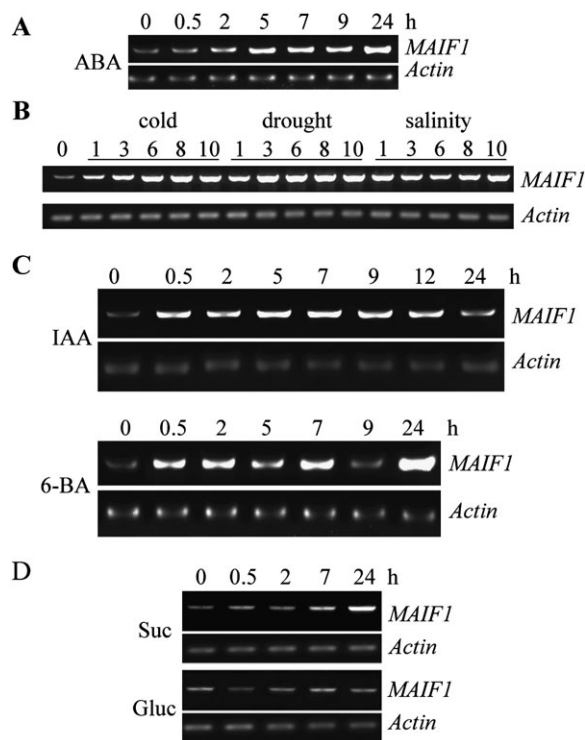 A
0 0.5 2 5 7 9 24 h
MAIF1
ABA
Actin
B
cold drought salinity
0 1 3 6 8 10 1 3 6 8 10 1 3 6 8 10
MAIF1
Actin
C
0 0.5 2 5 7 9 12 24 h
MAIF1
IAA
Actin
0 0.5 2 5 7 9 24 h
MAIF1
6-BA
Actin
D
0 0.5 2 7 24 h
MAIF1
Suc
Actin
MAIF1
Gluc
Actin